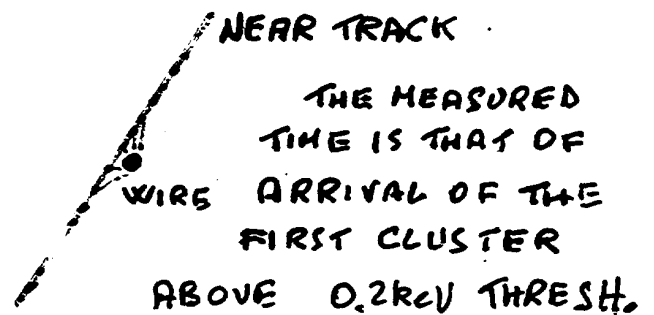 NEAR TRACK
THE MEASURED
TIME IS THAT OF
WIRE ARRIVAL OF THE
FIRST CLUSTER
ABOVE 0.2keV THRESH.